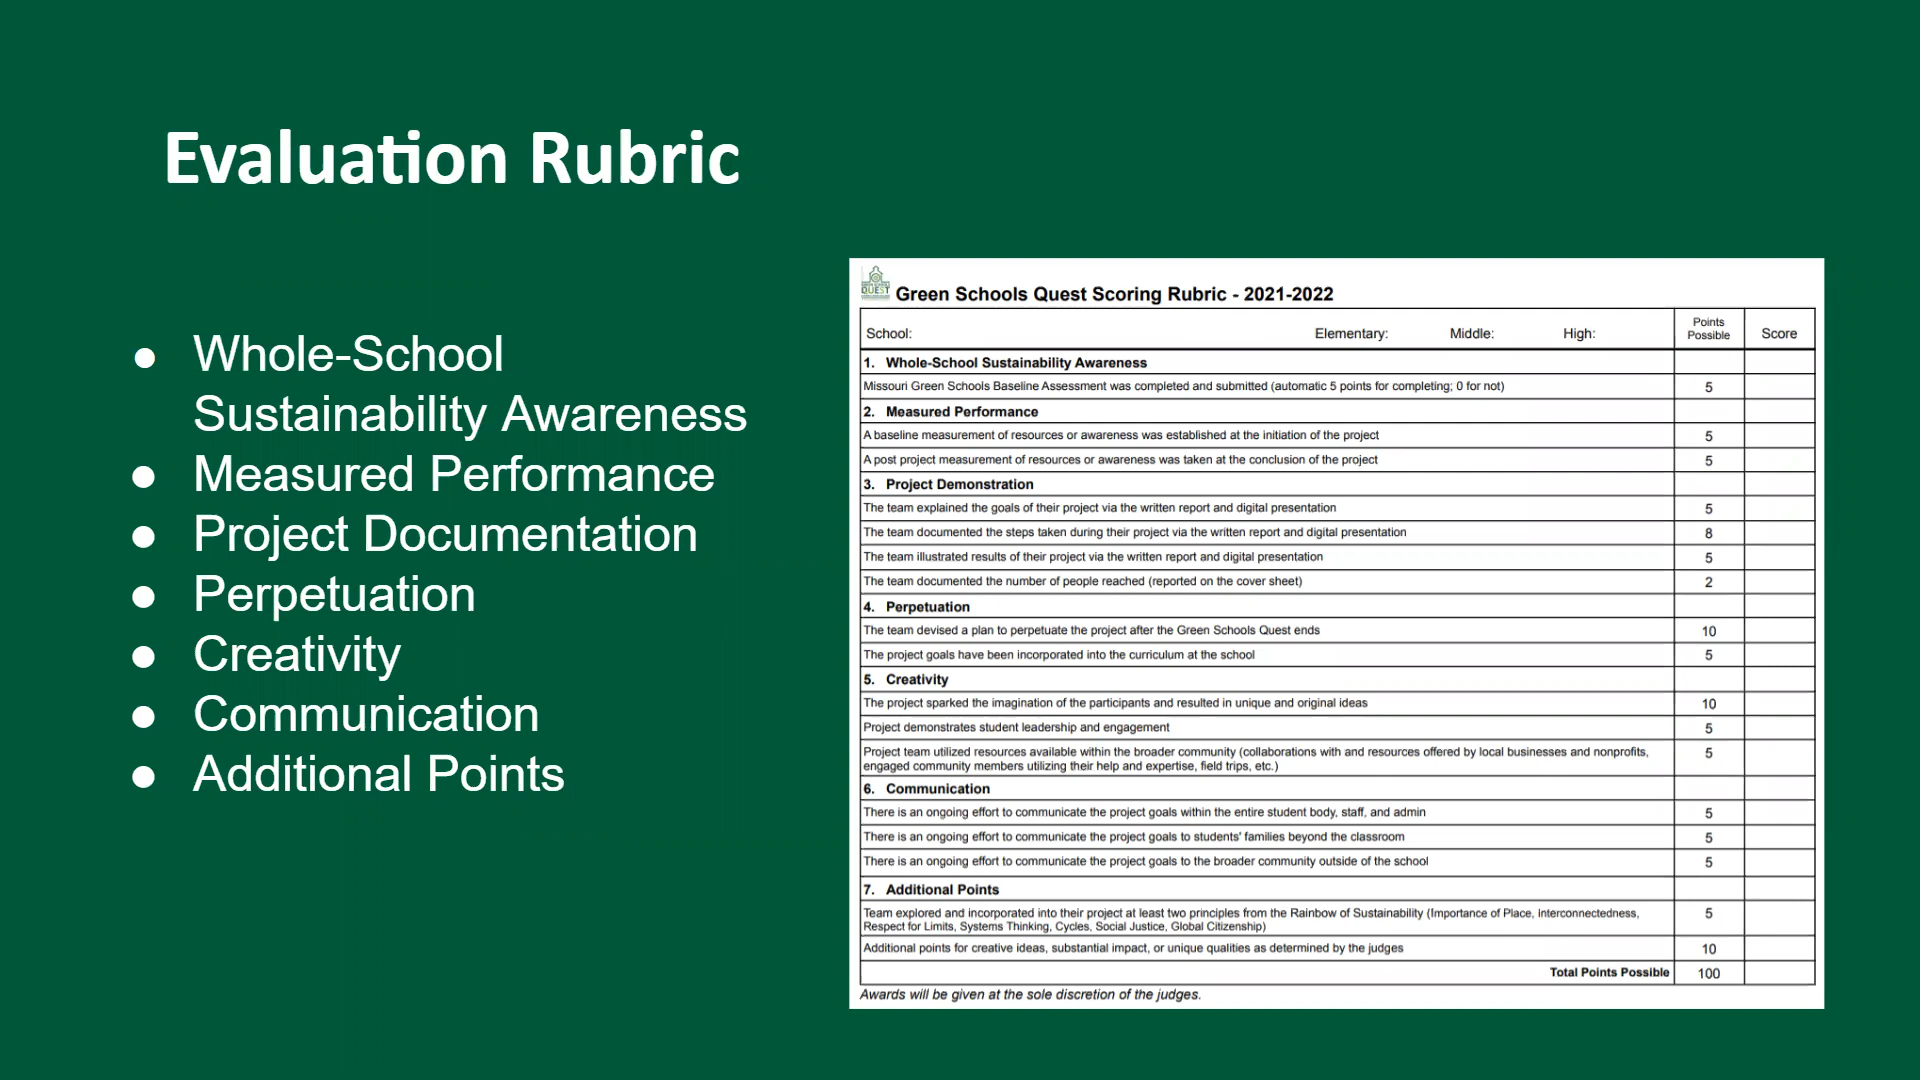 Evaluation Rubric
● Whole-School
Sustainability Awareness
● Measured Performance
● Project Documentation
● Perpetuation
● Creativity
● Communication
● Additional Points
QUEST
Green Schools Quest Scoring Rubric - 2021-2022
School: Elementary: Middle: High: Points Possible Score
1. Whole-School Sustainability Awareness
Missouri Green Schools Baseline Assessment was completed and submitted (automatic 5 points for completing; 0 for not) 5
2. Measured Performance
A baseline measurement of resources or awareness was established at the initiation of the project 5
A post project measurement of resources or awareness was taken at the conclusion of the project 5
3. Project Demonstration
The team explained the goals of their project via the written report and digital presentation 5
The team documented the steps taken during their project via the written report and digital presentation 8
The team illustrated results of their project via the written report and digital presentation 5
The team documented the number of people reached (reported on the cover sheet) 2
4. Perpetuation
The team devised a plan to perpetuate the project after the Green Schools Quest ends 10
The project goals have been incorporated into the curriculum at the school 5
5. Creativity
The project sparked the imagination of the participants and resulted in unique and original ideas 10
Project demonstrates student leadership and engagement 5
Project team utilized resources available within the broader community (collaborations with and resources offered by local businesses and nonprofits, 5
engaged community members utilizing their help and expertise, field trips, etc.)
6. Communication
There is an ongoing effort to communicate the project goals within the entire student body, staff, and admin 5
There is an ongoing effort to communicate the project goals to students' families beyond the classroom 5
There is an ongoing effort to communicate the project goals to the broader community outside of the school 5
7. Additional Points
Team explored and incorporated into their project at least two principles from the Rainbow of Sustainability (Importance of Place, Interconnectedness, 5
Respect for Limits, Systems Thinking, Cycles, Social Justice, Global Citizenship)
Additional points for creative ideas, substantial impact, or unique qualities as determined by the judges 10
Total Points Possible 100
Awards will be given at the sole discretion of the judges.